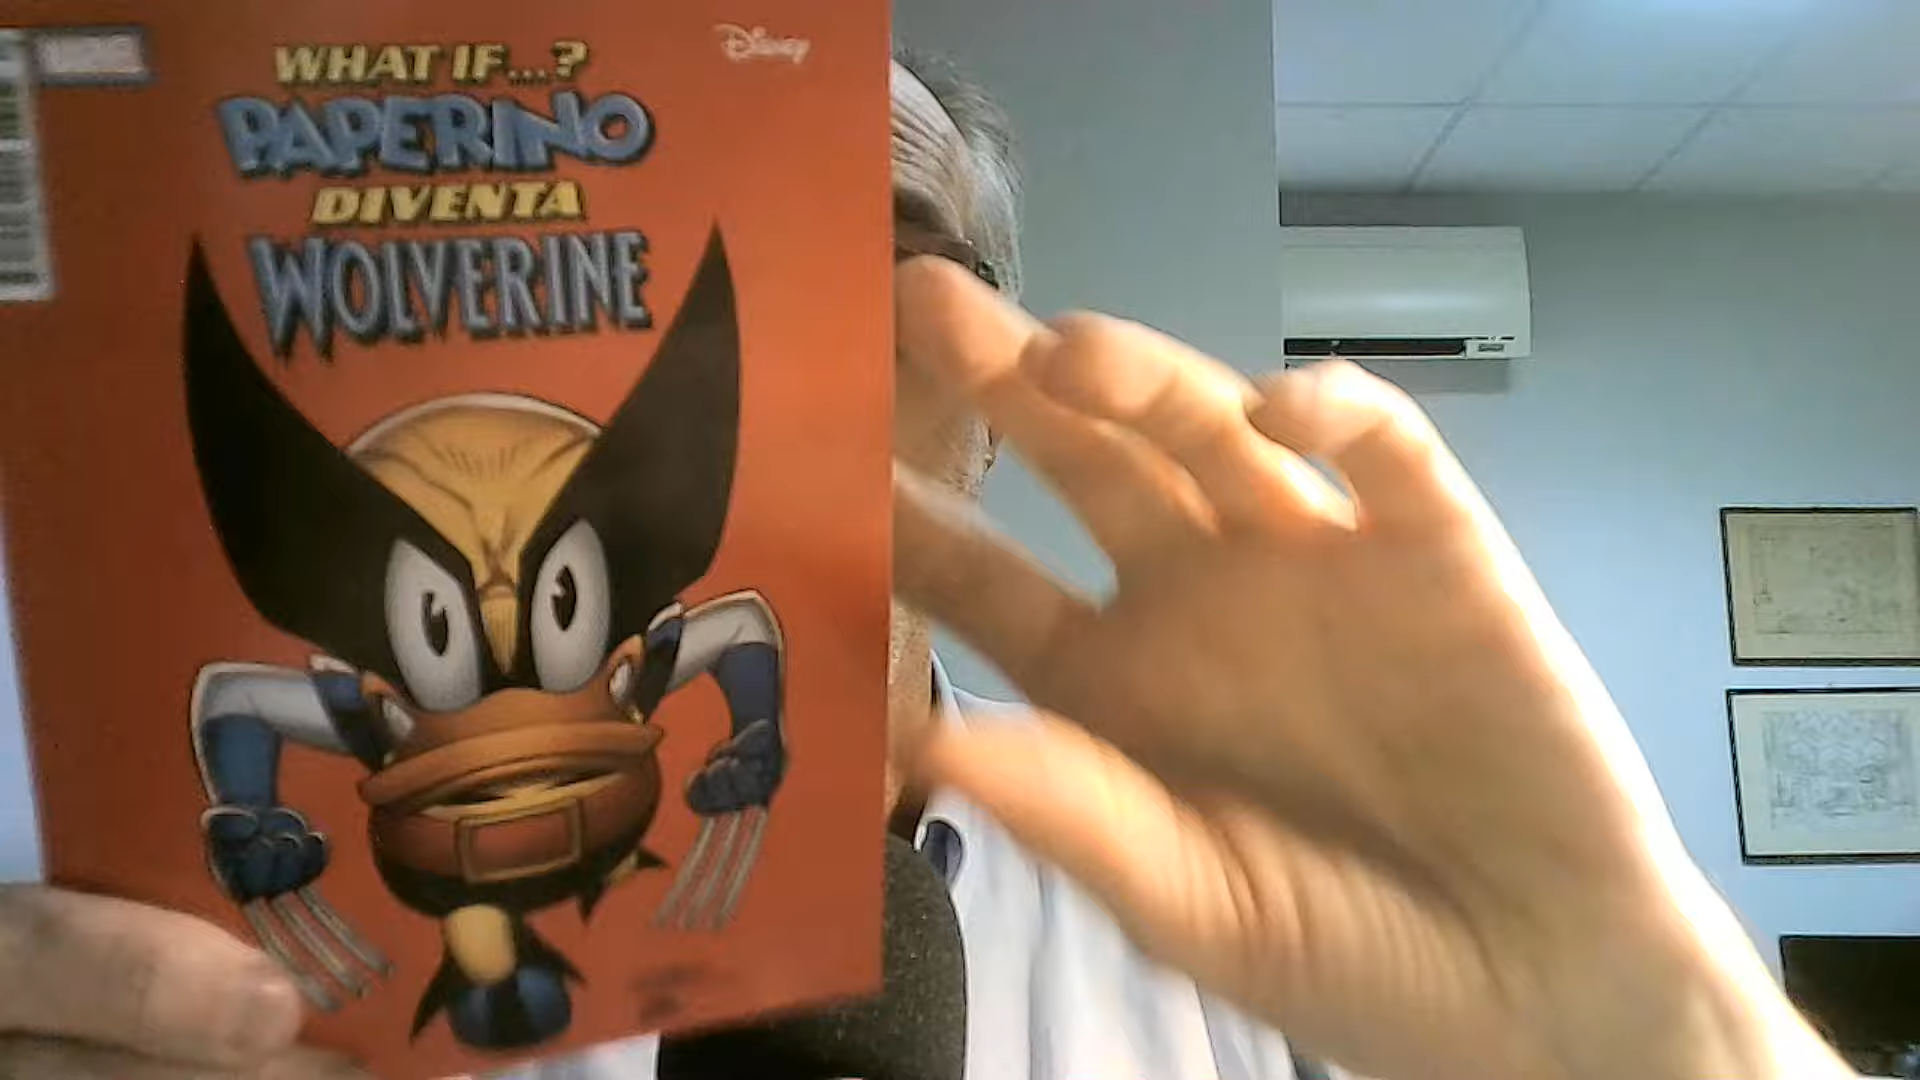 Disney
WHAT IF...?
PAPERINO
DIVENTA
WOLVERINE